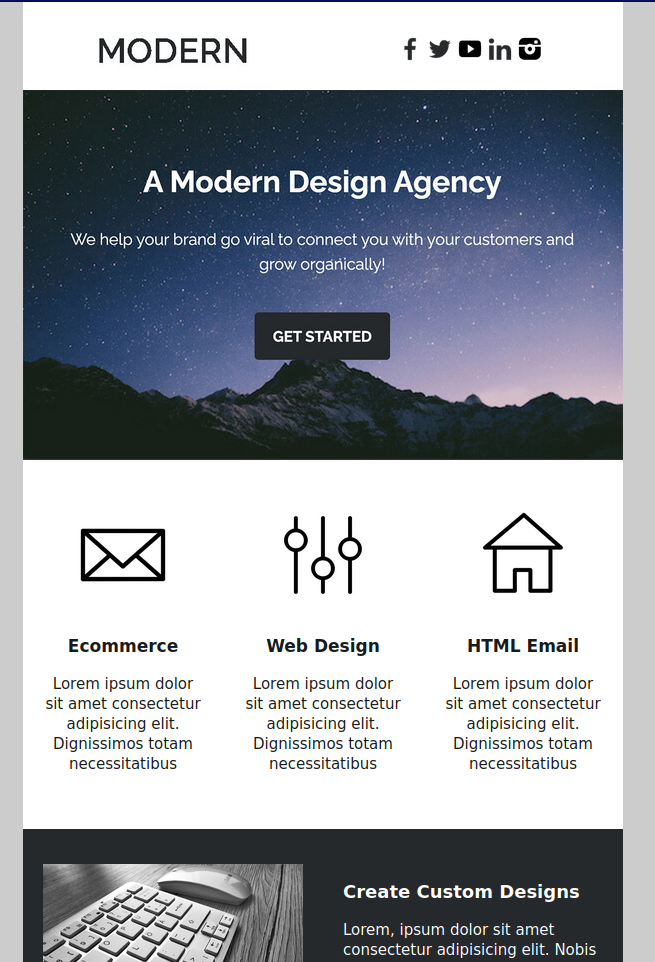 MODERN
A Modern Design Agency
We help your brand go viral to connect you with your customers and
grow organically!
GET STARTED
Ecommerce
Lorem ipsum dolor
sit amet consectetur
adipisicing elit.
Dignissimos totam
necessitatibus
Web Design
Lorem ipsum dolor
sit amet consectetur
adipisicing elit.
Dignissimos totam
necessitatibus
HTML Email
Lorem ipsum dolor
sit amet consectetur
adipisicing elit.
Dignissimos totam
necessitatibus
Create Custom Designs
Lorem, ipsum dolor sit amet
consectetur adipisicing elit. Nobis